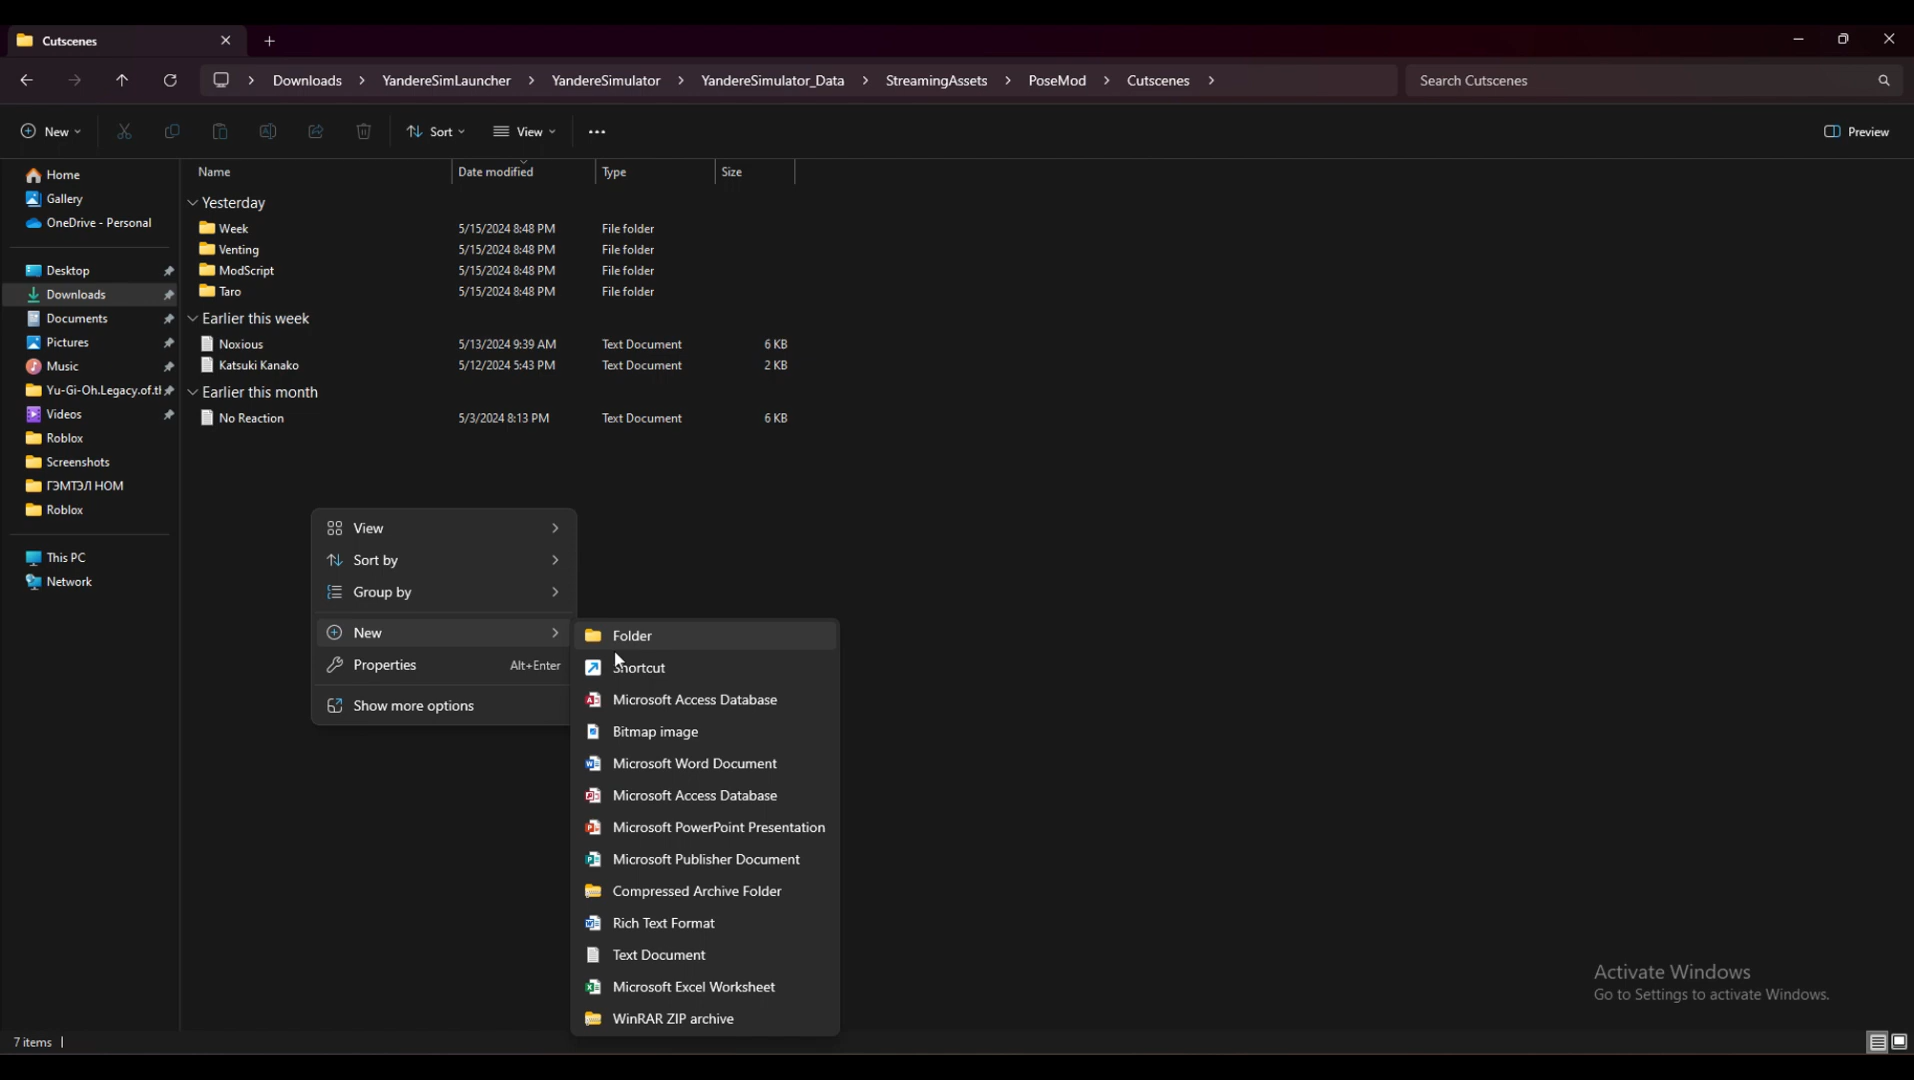 Cutscenes
Downloads > YandereSimLauncher > YandereSimulator > YandereSimulator_Data > StreamingAssets > PoseMod > Cutscenes >
Search Cutscenes
New
Sort
View
Preview
Home
Gallery
OneDrive - Personal
Desktop
Downloads
Documents
Pictures
Music
Yu-Gi-Oh.Legacy.of.tl
Videos
Roblox
Screenshots
ГЭМТЭЛ НОМ
Roblox
This PC
Network
Name Date modified Type Size
Yesterday
Week 5/15/2024 8:48 PM File folder
Venting 5/15/2024 8:48 PM File folder
ModScript 5/15/2024 8:48 PM File folder
Taro 5/15/2024 8:48 PM File folder
Earlier this week
Noxious 5/13/2024 9:39 AM Text Document 6 KB
Katsuki Kanako 5/12/2024 5:43 PM Text Document 2 KB
Earlier this month
No Reaction 5/3/2024 8:13 PM Text Document 6 KB
View
Sort by
Group by
New
Properties Alt+Enter
Show more options
Folder
Shortcut
Microsoft Access Database
Bitmap image
Microsoft Word Document
Microsoft Access Database
Microsoft PowerPoint Presentation
Microsoft Publisher Document
Compressed Archive Folder
Rich Text Format
Text Document
Microsoft Excel Worksheet
WinRAR ZIP archive
Activate Windows
Go to Settings to activate Windows.
7 items